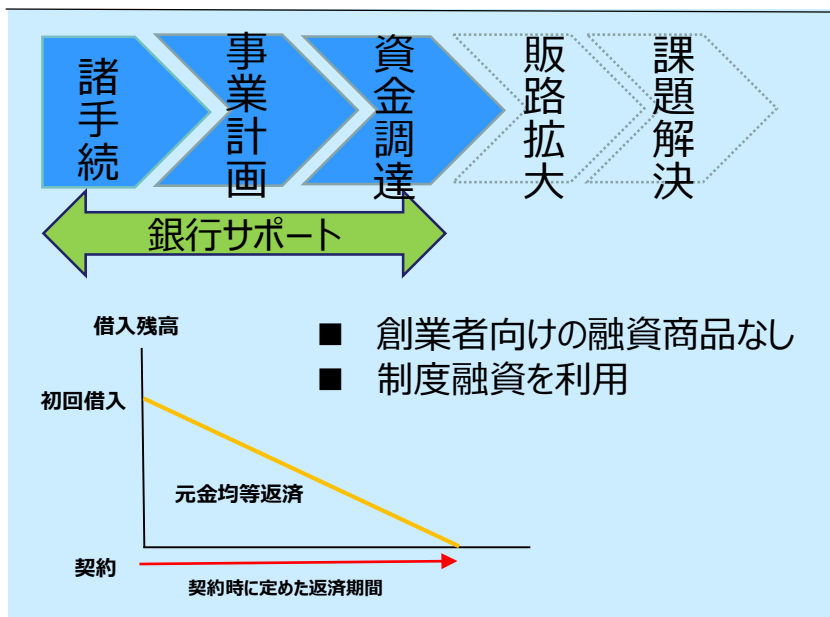 諸手続
事業計画
資金調達
販路拡大
課題解決
銀行サポート
■ 創業者向けの融資商品なし
■ 制度融資を利用
借入残高
初回借入
元金均等返済
契約
契約時に定めた返済期間